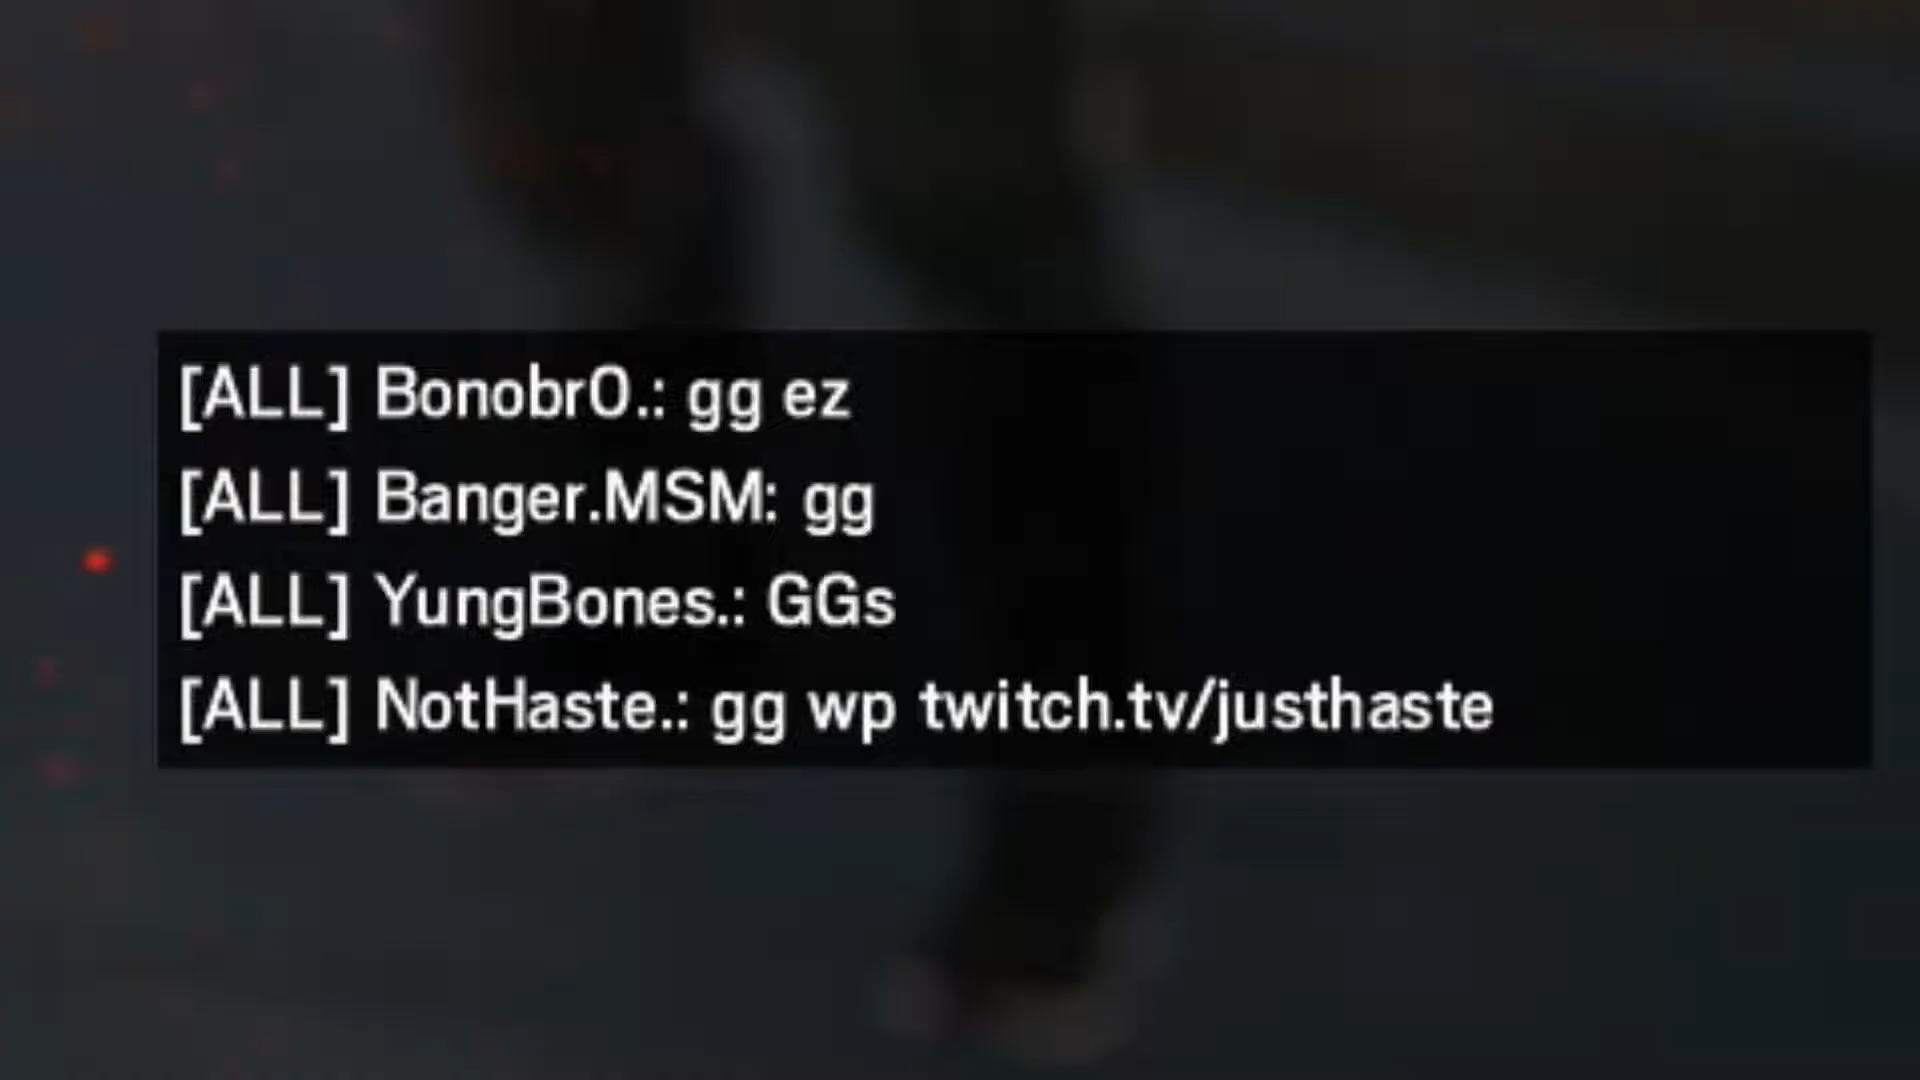 [ALL] BonobrO.: gg ez
[ALL] Banger.MSM: gg
[ALL] YungBones.: GGs
[ALL] NotHaste.: gg wp twitch.tv/justhaste